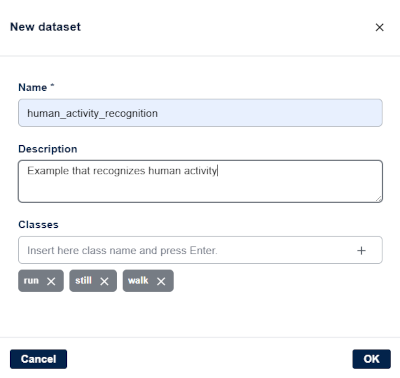 New dataset
Name *
human_activity_recognition
Description
Example that recognizes human activity
Classes
Insert here class name and press Enter.
run still walk
Cancel OK